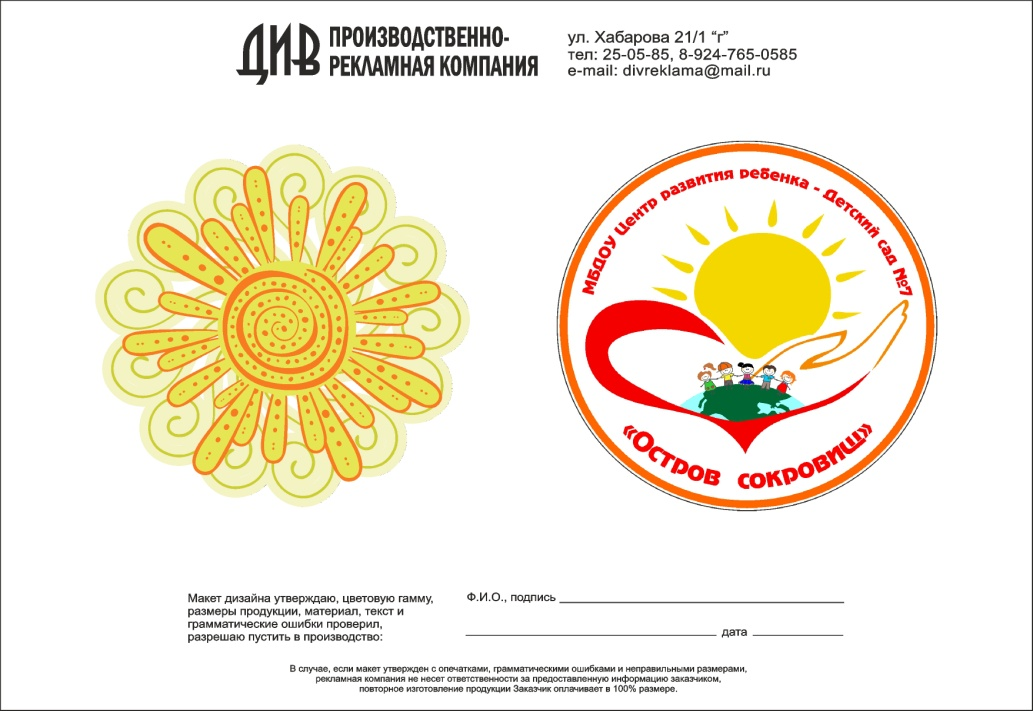 ДИВ ПРОИЗВОДСТВЕННО-
РЕКЛАМНАЯ КОМПАНИЯ
ул. Хабарова 21/1 “г”
тел: 25-05-85, 8-924-765-0585
e-mail: divreklama@mail.ru
МБДОУ Центр развития ребенка - Детский сад №7
«Остров сокровищ»
Макет дизайна утверждаю, цветовую гамму,
размеры продукции, материал, текст и
грамматические ошибки проверил,
разрешаю пустить в производство:
Ф.И.О., подпись
дата
В случае, если макет утвержден с опечатками, грамматическими ошибками и неправильными размерами,
рекламная компания не несет ответственности за предоставленную информацию заказчиком,
повторное изготовление продукции Заказчик оплачивает в 100% размере.